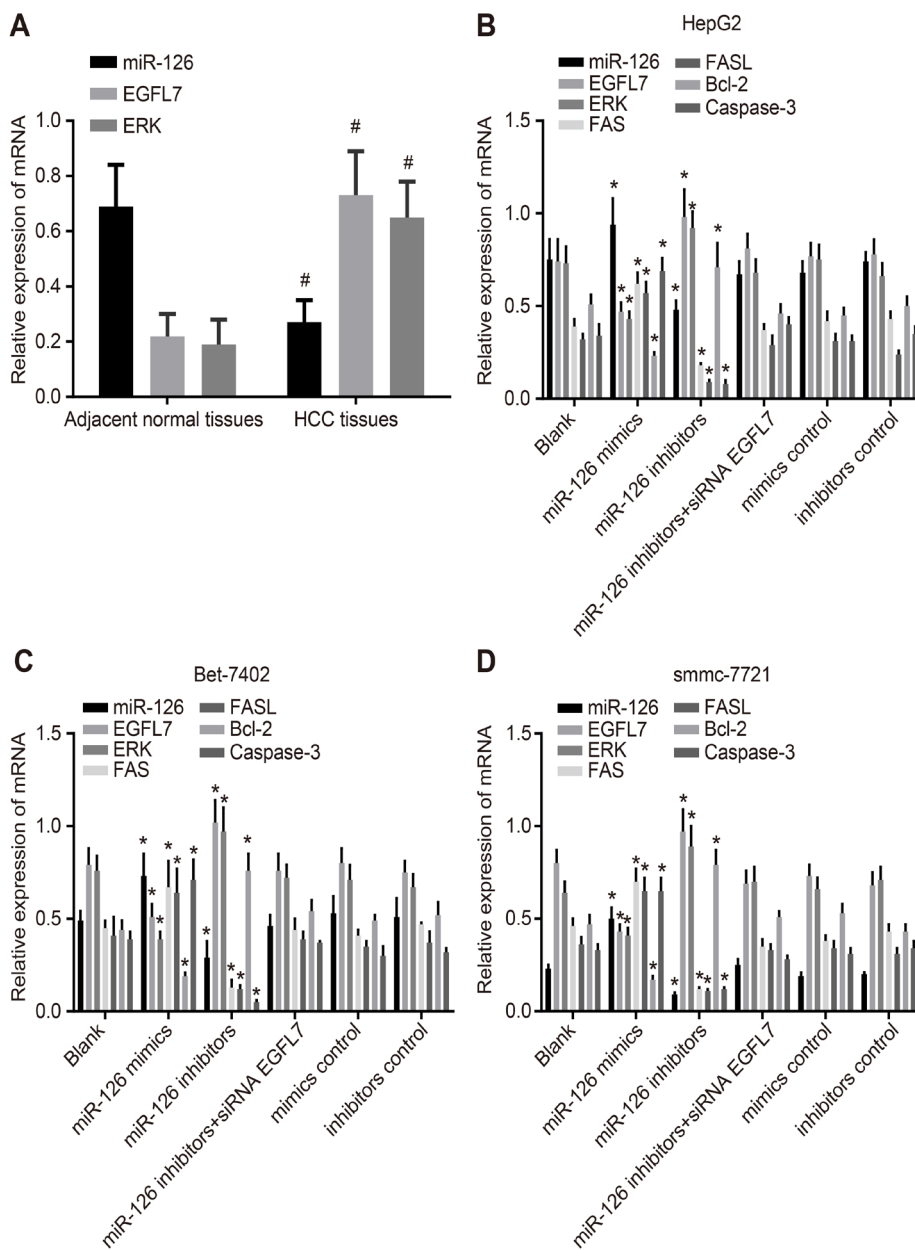 A
miR-126
EGFL7
ERK
Relative expression of mRNA
1.0
0.8
0.6
0.4
0.2
0.0
#
#
#
Adjacent normal tissues
HCC tissues
B
HepG2
miR-126
EGFL7
ERK
FAS
FASL
Bcl-2
Caspase-3
Relative expression of mRNA
1.5
1.0
0.5
0.0
* * * * * * *
* * * * * * *
Blank
miR-126 mimics
miR-126 inhibitors
miR-126 inhibitors+siRNA EGFL7
mimics control
inhibitors control
C
Bet-7402
miR-126
EGFL7
ERK
FAS
FASL
Bcl-2
Caspase-3
Relative expression of mRNA
1.5
1.0
0.5
0.0
* * * * * * *
* * * * * * *
Blank
miR-126 mimics
miR-126 inhibitors
miR-126 inhibitors+siRNA EGFL7
mimics control
inhibitors control
D
smmc-7721
miR-126
EGFL7
ERK
FAS
FASL
Bcl-2
Caspase-3
Relative expression of mRNA
1.5
1.0
0.5
0.0
* * * * * * *
* * * * * * *
Blank
miR-126 mimics
miR-126 inhibitors
miR-126 inhibitors+siRNA EGFL7
mimics control
inhibitors control